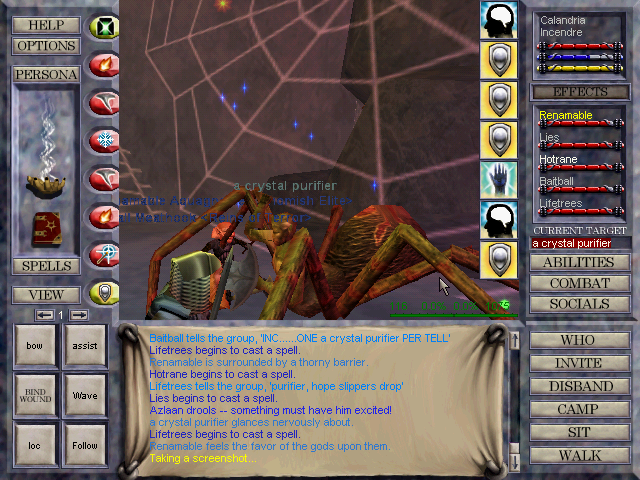 HELP
OPTIONS
PERSONA
SPELLS
VIEW
1
bow
assist
BIND
WOUND
Wave
loc
Follow
a crystal purifier
Calandria
Incendre
EFFECTS
Renamable
Lies
Hotrane
Baitball
Lifetrees
CURRENT TARGET
a crystal purifier
ABILITIES
COMBAT
SOCIALS
Baitball tells the group, 'INC......ONE a crystal purifier PER TELL'
Lifetrees begins to cast a spell.
Renamable is surrounded by a thorny barrier.
Hotrane begins to cast a spell.
Lifetrees tells the group, 'purifier, hope slippers drop'
Lies begins to cast a spell.
Azlaan drools -- something must have him excited!
a crystal purifier glances nervously about.
Lifetrees begins to cast a spell.
Renamable feels the favor of the gods upon them.
Taking a screenshot...
WHO
INVITE
DISBAND
CAMP
SIT
WALK